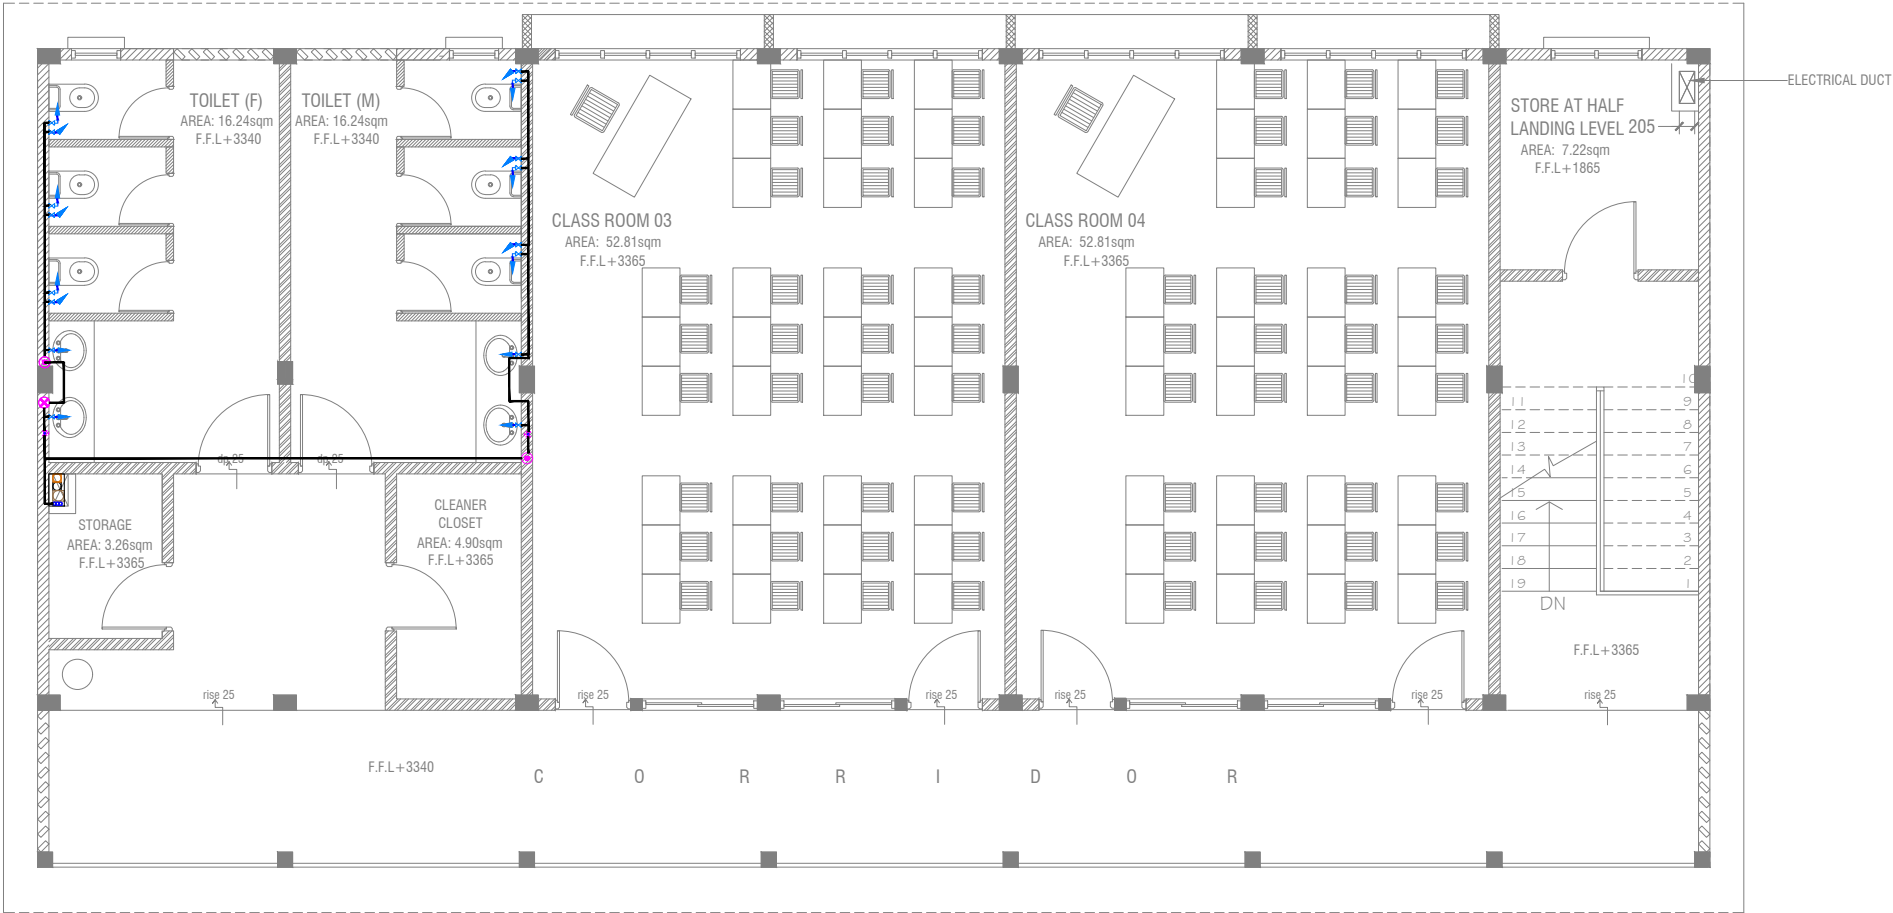 ELECTRICAL DUCT
TOILET (F)
AREA: 16.24sqm
F.F.L+3340
TOILET (M)
AREA: 16.24sqm
F.F.L+3340
STORE AT HALF
LANDING LEVEL
AREA: 7.22sqm
F.F.L+1865
205
CLASS ROOM 03
AREA: 52.81sqm
F.F.L+3365
CLASS ROOM 04
AREA: 52.81sqm
F.F.L+3365
10
11
9
12
8
13
7
14
6
15
5
16
4
17
3
18
2
19
1
DN
dp 25
dp 25
STORAGE
AREA: 3.26sqm
F.F.L+3365
CLEANER
CLOSET
AREA: 4.90sqm
F.F.L+3365
F.F.L+3365
rise 25
rise 25
rise 25
rise 25
rise 25
rise 25
F.F.L+3340
C O R R I D O R